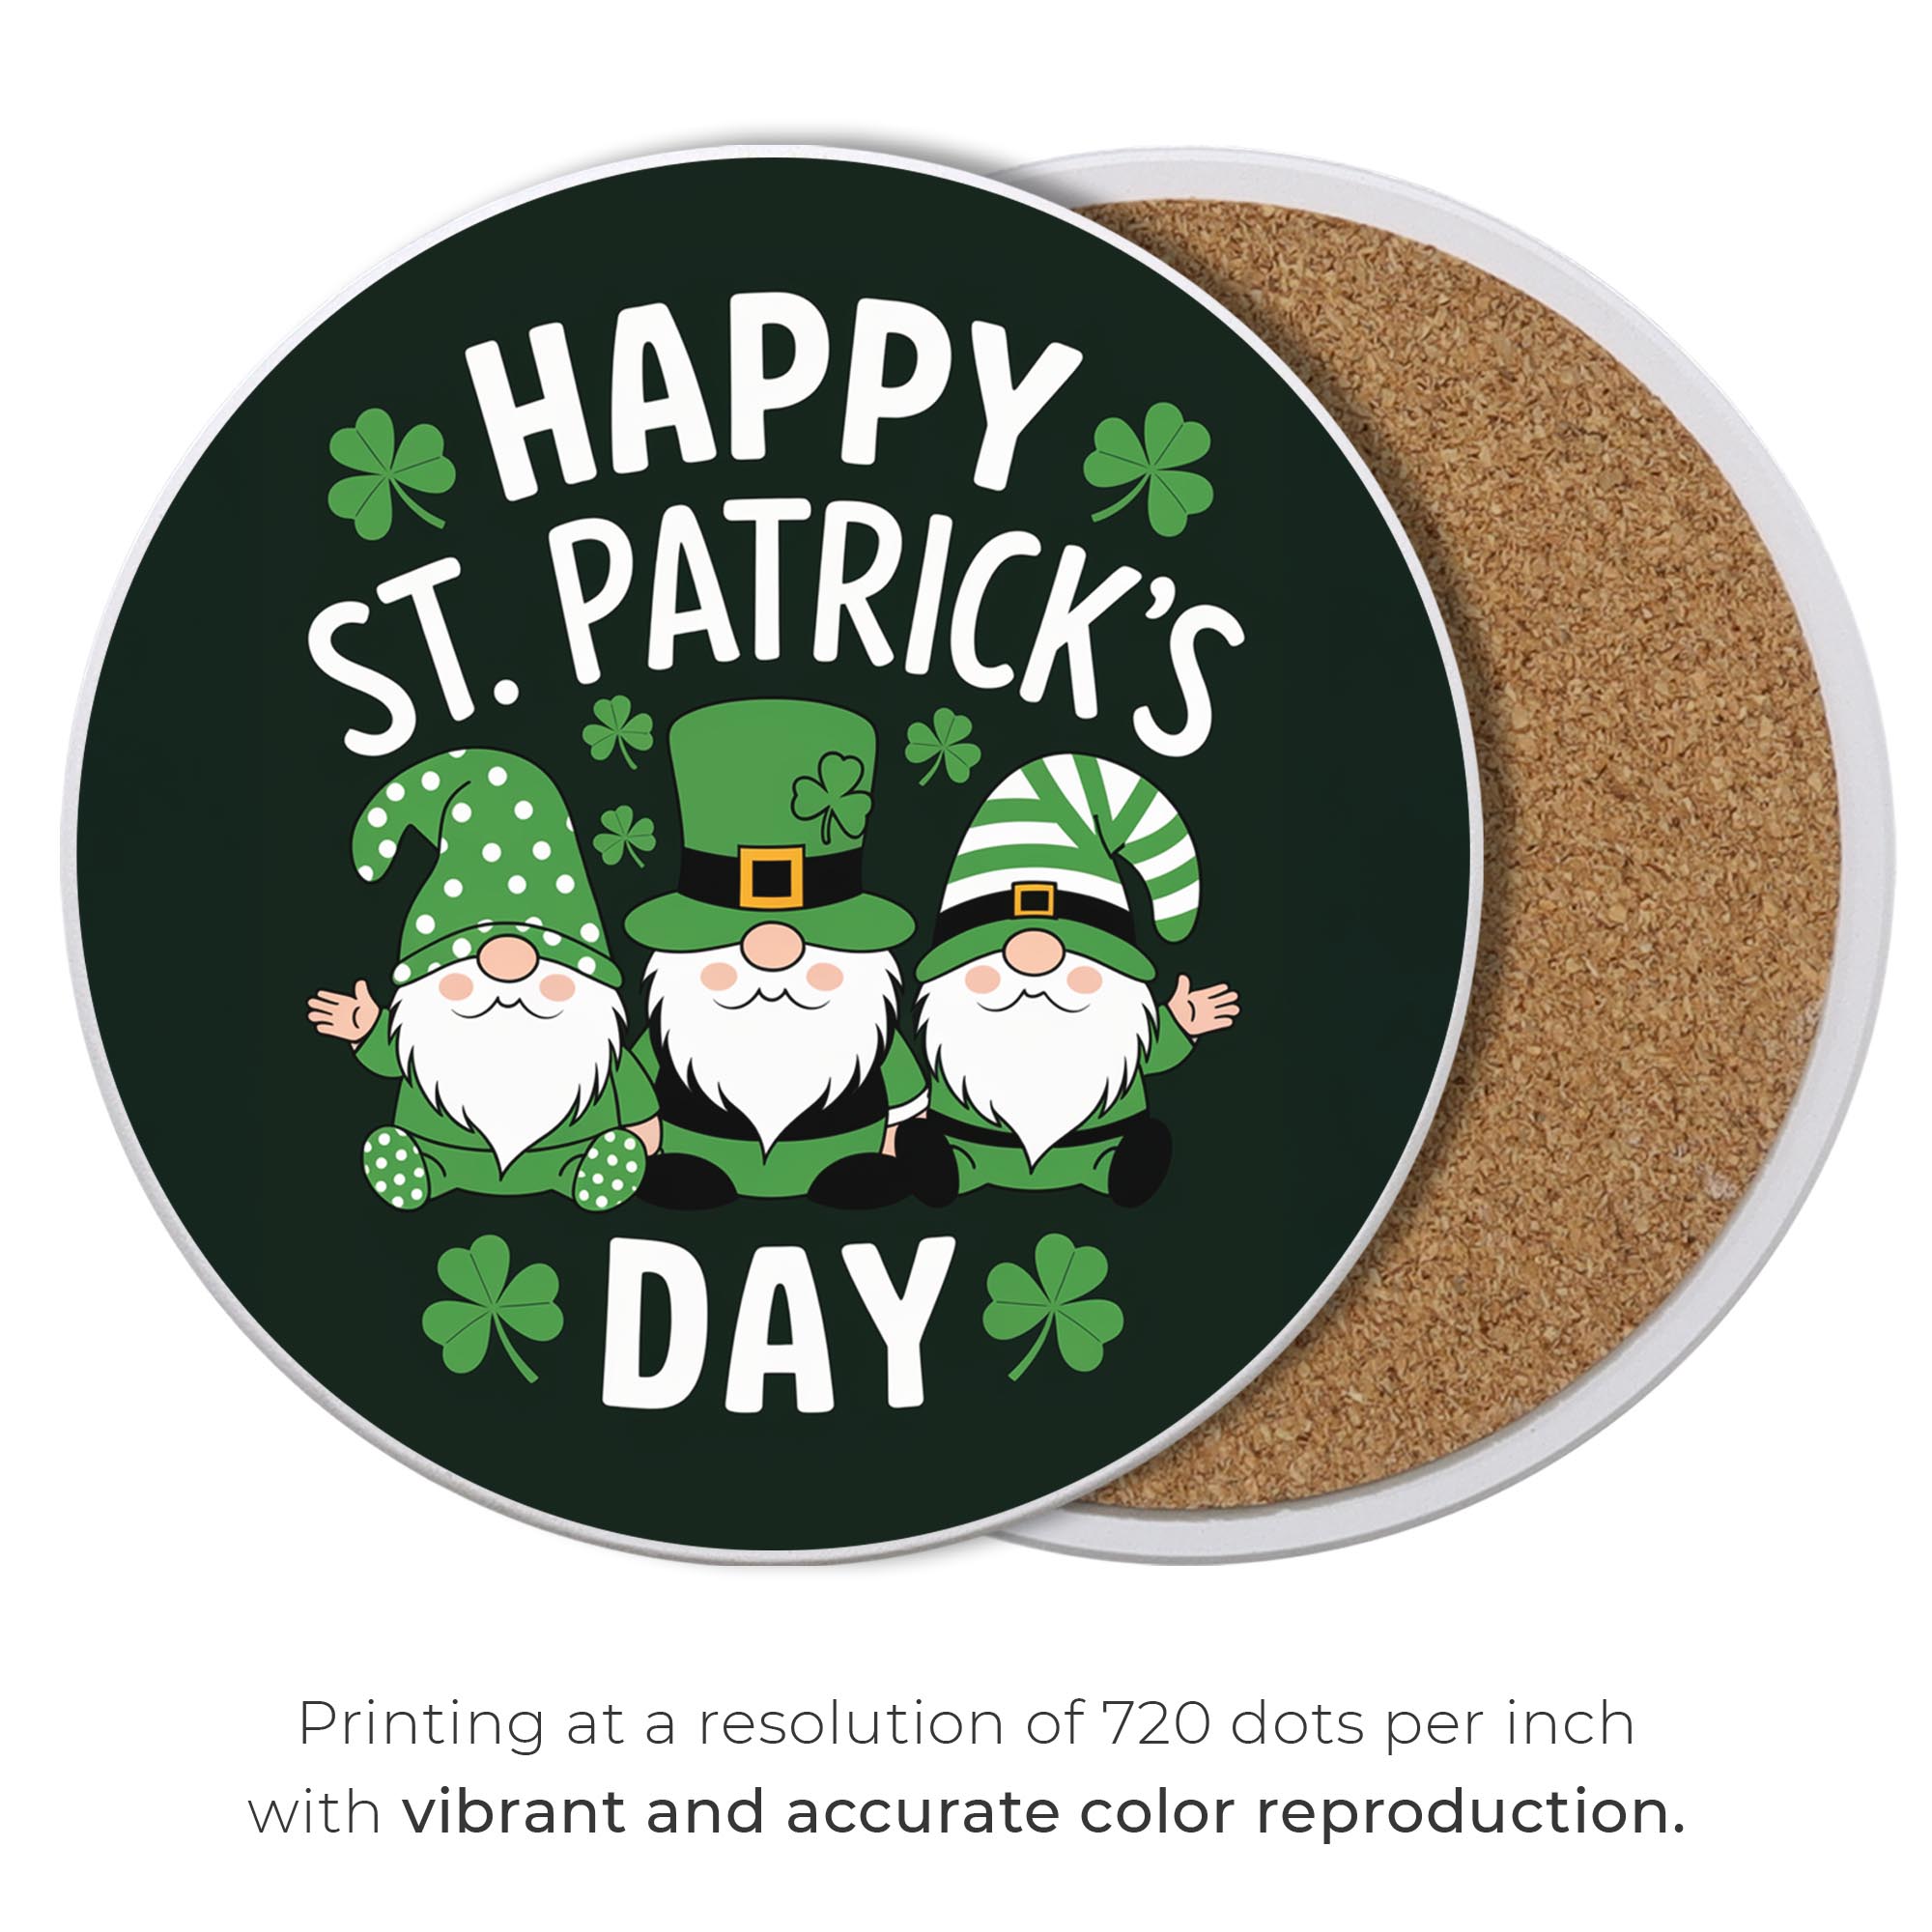 HAPPY
ST. PATRICK'S
DAY
Printing at a resolution of 720 dots per inch
with vibrant and accurate color reproduction.